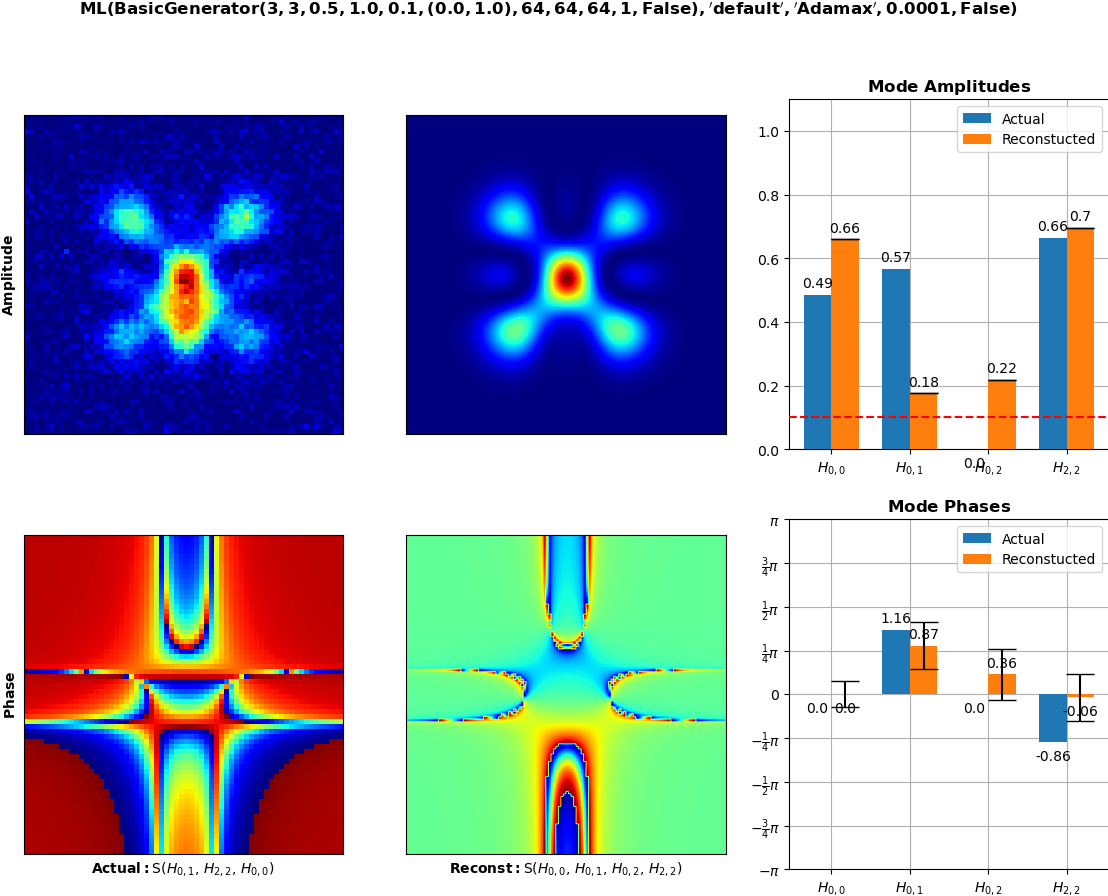 ML(BasicGenerator(3, 3, 0.5, 1.0, 0.1, (0.0, 1.0), 64, 64, 64, 1, False), ′default′, ′Adamax′, 0.0001, False)
Amplitude
Mode Amplitudes
Actual
Reconstucted
1.0
0.8
0.6
0.4
0.2
0.0
0.49
0.66
0.57
0.18
0.0
0.22
0.66
0.7
H0,0
H0,1
H0,2
H2,2
Phase
Actual: S(H0,1, H2,2, H0,0)
Reconst: S(H0,0, H0,1, H0,2, H2,2)
Mode Phases
Actual
Reconstucted
π
3/4π
1/2π
1/4π
0
−1/4π
−1/2π
−3/4π
−π
0.0
0.0
1.16
0.87
0.0
0.36
-0.86
-0.06
H0,0
H0,1
H0,2
H2,2